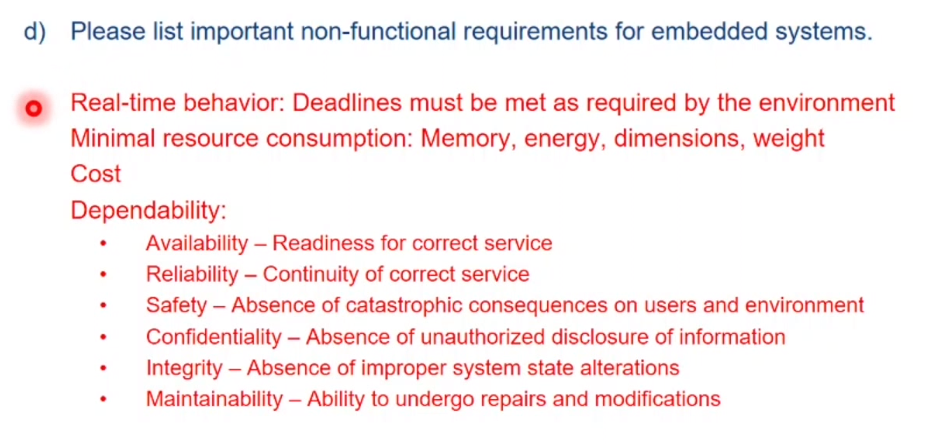 d) Please list important non-functional requirements for embedded systems.
Real-time behavior: Deadlines must be met as required by the environment
Minimal resource consumption: Memory, energy, dimensions, weight
Cost
Dependability:
• Availability – Readiness for correct service
• Reliability – Continuity of correct service
• Safety – Absence of catastrophic consequences on users and environment
• Confidentiality – Absence of unauthorized disclosure of information
• Integrity – Absence of improper system state alterations
• Maintainability – Ability to undergo repairs and modifications